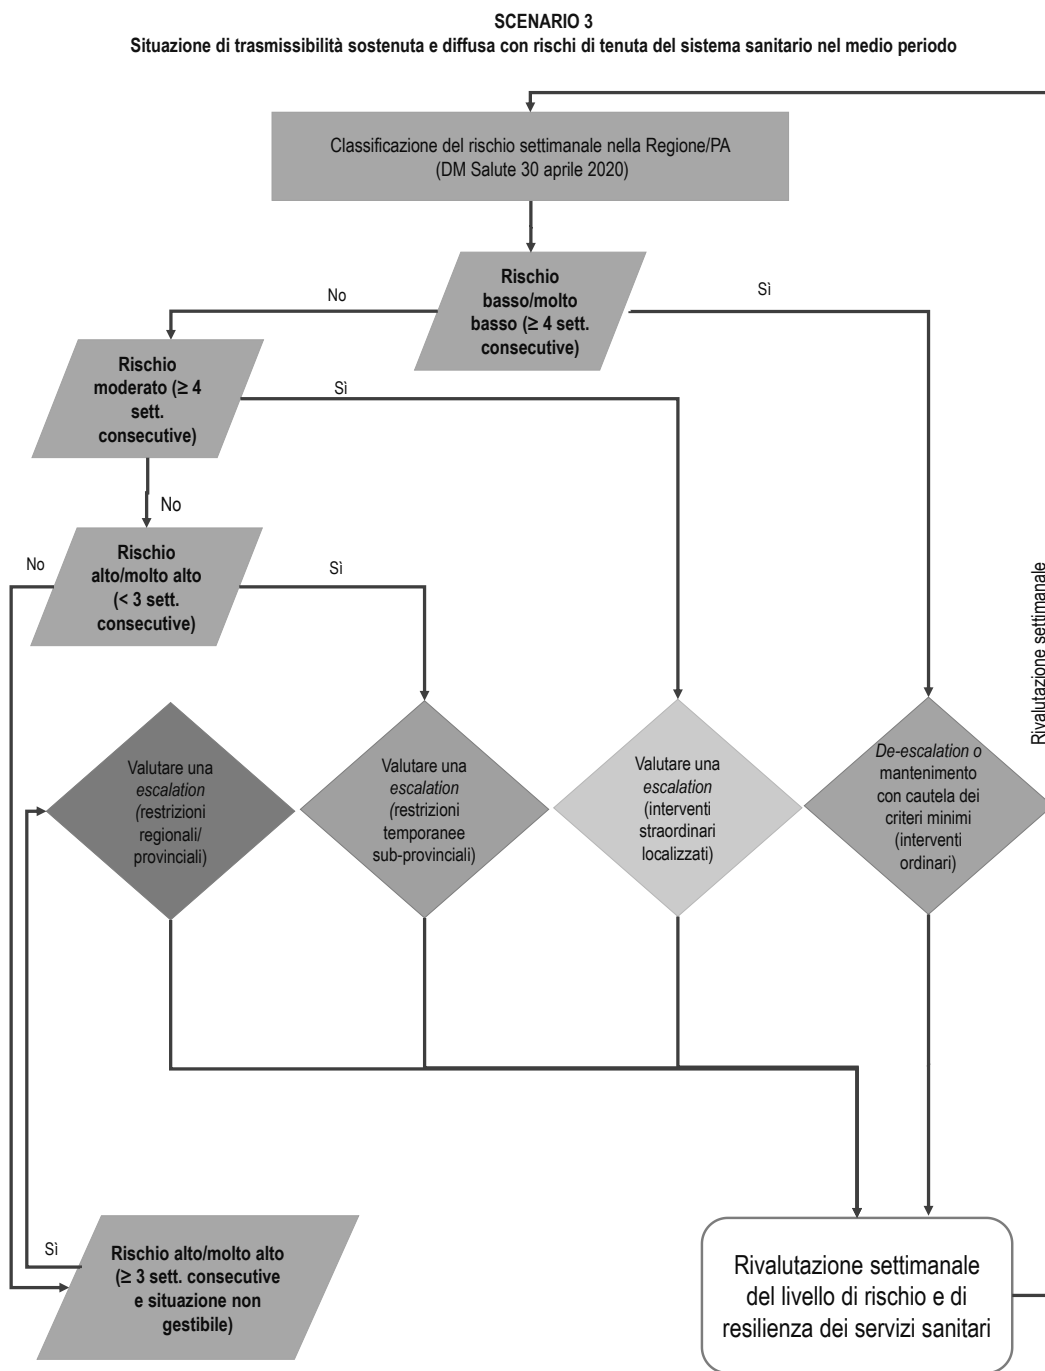 SCENARIO 3
Situazione di trasmissibilità sostenuta e diffusa con rischi di tenuta del sistema sanitario nel medio periodo
Classificazione del rischio settimanale nella Regione/PA
(DM Salute 30 aprile 2020)
Rischio
basso/molto
basso (≥ 4 sett.
consecutive)
No
Sì
Rischio
moderato (≥ 4
sett.
consecutive)
Sì
No
Rischio
alto/molto alto
(< 3 sett.
consecutive)
No
Sì
Rivalutazione settimanale
Valutare una
escalation
(restrizioni
regionali/
provinciali)
Valutare una
escalation
(restrizioni
temporanee
sub-provinciali)
Valutare una
escalation
(interventi
straordinari
localizzati)
De-escalation o
mantenimento
con cautela dei
criteri minimi
(interventi
ordinari)
Sì
Rischio alto/molto alto
(≥ 3 sett. consecutive
e situazione non
gestibile)
Rivalutazione settimanale
del livello di rischio e di
resilienza dei servizi sanitari